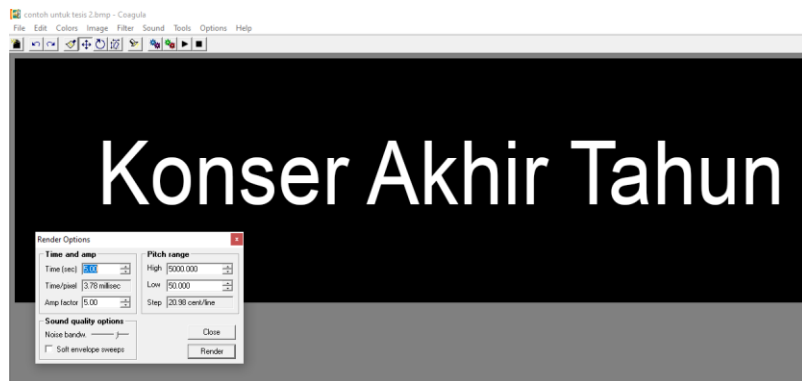 contoh untuk tesis 2.bmp - Coagula
File Edit Colors Image Filter Sound Tools Options Help
Konser Akhir Tahun
Render Options
x
Time and amp
Time (sec) 5.00
Time/pixel 3.78 millisec
Amp factor 5.00
Pitch range
High 5000.000
Low 50.000
Step 20.98 cent/line
Sound quality options
Noise bandw.
Soft envelope sweeps
Close
Render